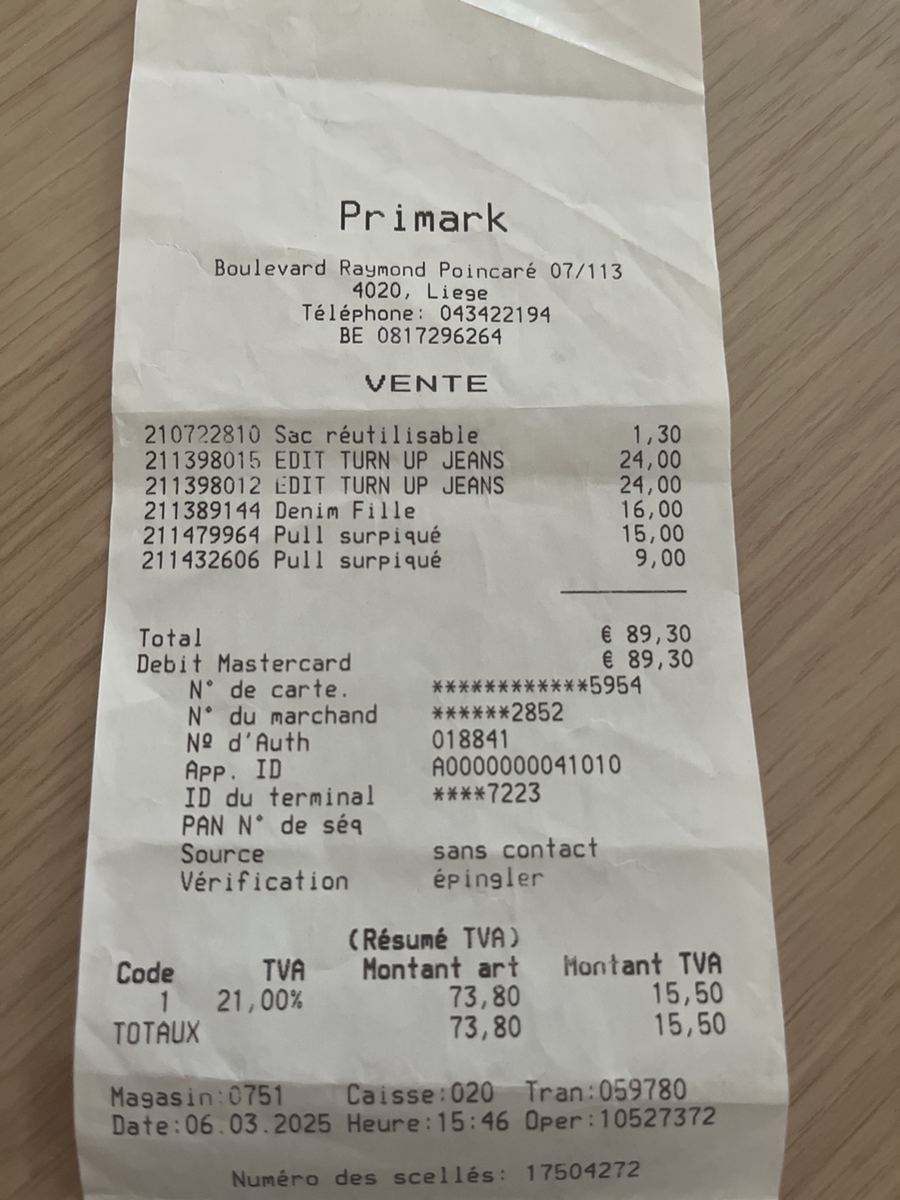 Primark
Boulevard Raymond Poincaré 07/113
4020, Liege
Téléphone: 043422194
BE 0817296264
VENTE
210722810 Sac réutilisable 1,30
211398015 EDIT TURN UP JEANS 24,00
211398012 EDIT TURN UP JEANS 24,00
211389144 Denim Fille 16,00
211479964 Pull surpiqué 15,00
211432606 Pull surpiqué 9,00
Total € 89,30
Debit Mastercard € 89,30
N° de carte. ************5954
N° du marchand ******2852
Nº d'Auth 018841
App. ID A0000000041010
ID du terminal ****7223
PAN N° de séq
Source sans contact
Vérification épingler
(Résumé TVA)
Code TVA Montant art Montant TVA
1 21,00% 73,80 15,50
TOTAUX 73,80 15,50
Magasin:0751 Caisse:020 Tran:059780
Date:06.03.2025 Heure:15:46 Oper:10527372
Numéro des scellés: 17504272